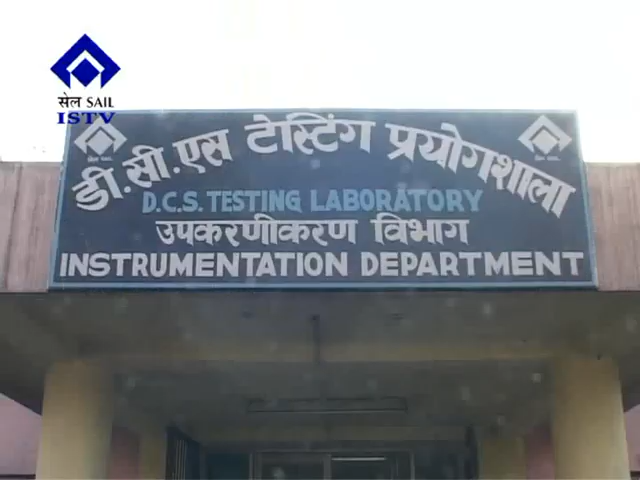 सेल SAIL
ISTV
डी.सी.एस टेस्टिंग प्रयोगशाला
D.C.S. TESTING LABORATORY
उपकरणीकरण विभाग
INSTRUMENTATION DEPARTMENT